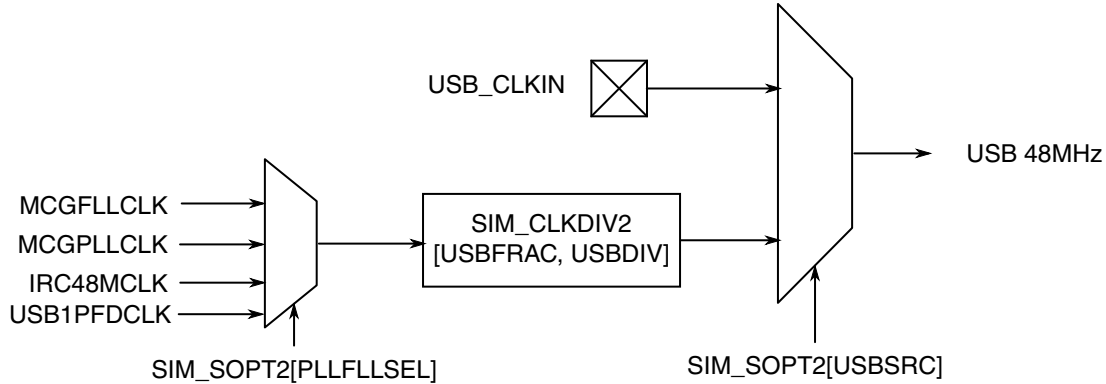 USB_CLKIN
USB 48MHz
MCGFLLCLK
MCGPLLCLK
IRC48MCLK
USB1PFDCLK
SIM_CLKDIV2
[USBFRAC, USBDIV]
SIM_SOPT2[PLLFLLSEL]
SIM_SOPT2[USBSRC]